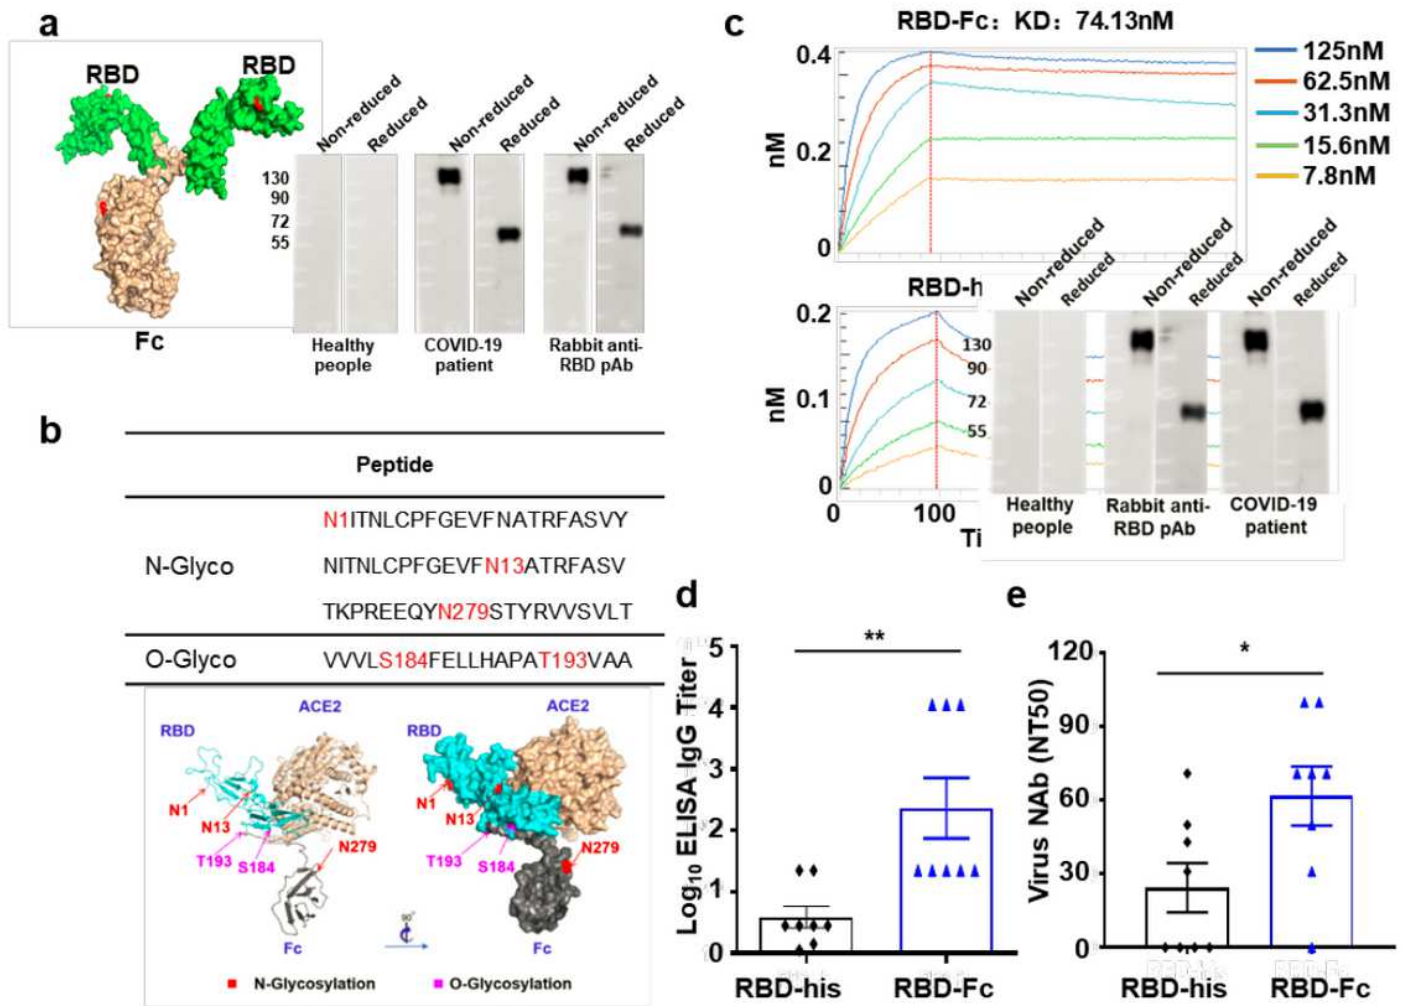 a
RBD
RBD
Fc
Non-reduced
Reduced
Non-reduced
Reduced
Non-reduced
Reduced
130
90
72
55
Healthy
people
COVID-19
patient
Rabbit anti-
RBD pAb
b
Peptide
N-Glyco
N1ITNLCPFGEVFNATRFASVY
NITNLCPFGEVFN13ATRFASV
TKPREEQYN279STYRVVSVLT
O-Glyco
VVVLS184FELLHAPAT193VAA
ACE2
RBD
N1
N13
T193
S184
N279
Fc
90°
ACE2
RBD
N1
N13
T193
S184
N279
Fc
N-Glycosylation
O-Glycosylation
c
RBD-Fc: KD: 74.13nM
0.4
0.2
0
nM
125nM
62.5nM
31.3nM
15.6nM
7.8nM
RBD-h
0.2
0.1
0
nM
0
100
Ti
Non-reduced
Reduced
Non-reduced
Reduced
Non-reduced
Reduced
130
90
72
55
Healthy
people
Rabbit anti-
RBD pAb
COVID-19
patient
d
Log10 ELISA IgG Titer
5
4
3
2
1
0
**
RBD-his
RBD-Fc
e
Virus NAb (NT50)
120
90
60
30
0
*
RBD-his
RBD-Fc